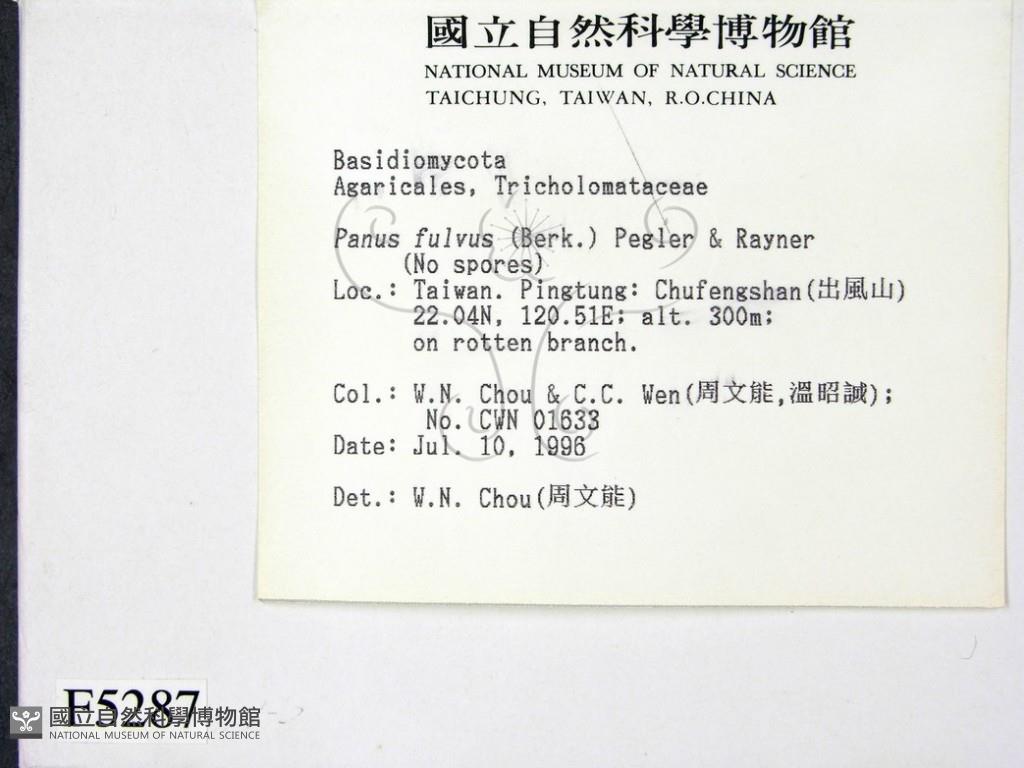 國立自然科學博物館
NATIONAL MUSEUM OF NATURAL SCIENCE
TAICHUNG, TAIWAN, R.O.CHINA
Basidiomycota
Agaricales, Tricholomataceae
Panus fulvus (Berk.) Pegler & Rayner
(No spores)
Loc.: Taiwan. Pingtung: Chufengshan(出風山)
22.04N, 120.51E; alt. 300m;
on rotten branch.
Col.: W.N. Chou & C.C. Wen(周文能,溫昭誠);
No. CWN 01633
Date: Jul. 10, 1996
Det.: W.N. Chou(周文能)
F5287
國立自然科學博物館
NATIONAL MUSEUM OF NATURAL SCIENCE